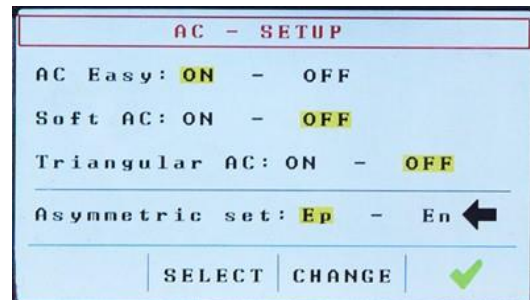 AC - SETUP
AC Easy: ON - OFF
Soft AC: ON - OFF
Triangular AC: ON - OFF
Asymmetric set: Ep - En
SELECT CHANGE